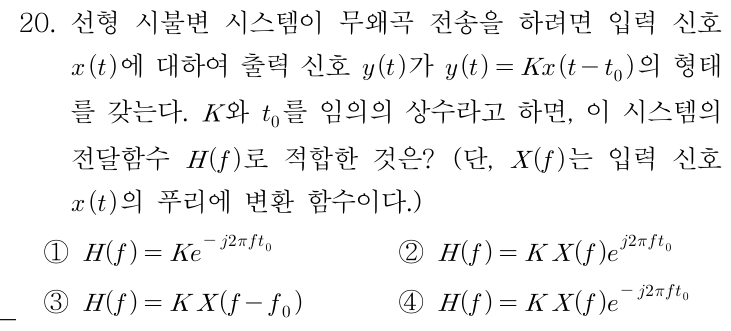 20. 선형 시불변 시스템이 무왜곡 전송을 하려면 입력 신호
x(t)에 대하여 출력 신호 y(t)가 y(t) = Kx(t − t₀)의 형태
를 갖는다. K와 t₀를 임의의 상수라고 하면, 이 시스템의
전달함수 H(f)로 적합한 것은? (단, X(f)는 입력 신호
x(t)의 푸리에 변환 함수이다.)
① H(f) = Ke^{−j2πft₀} ② H(f) = K X(f)e^{j2πft₀}
③ H(f) = K X(f − f₀) ④ H(f) = K X(f)e^{−j2πft₀}